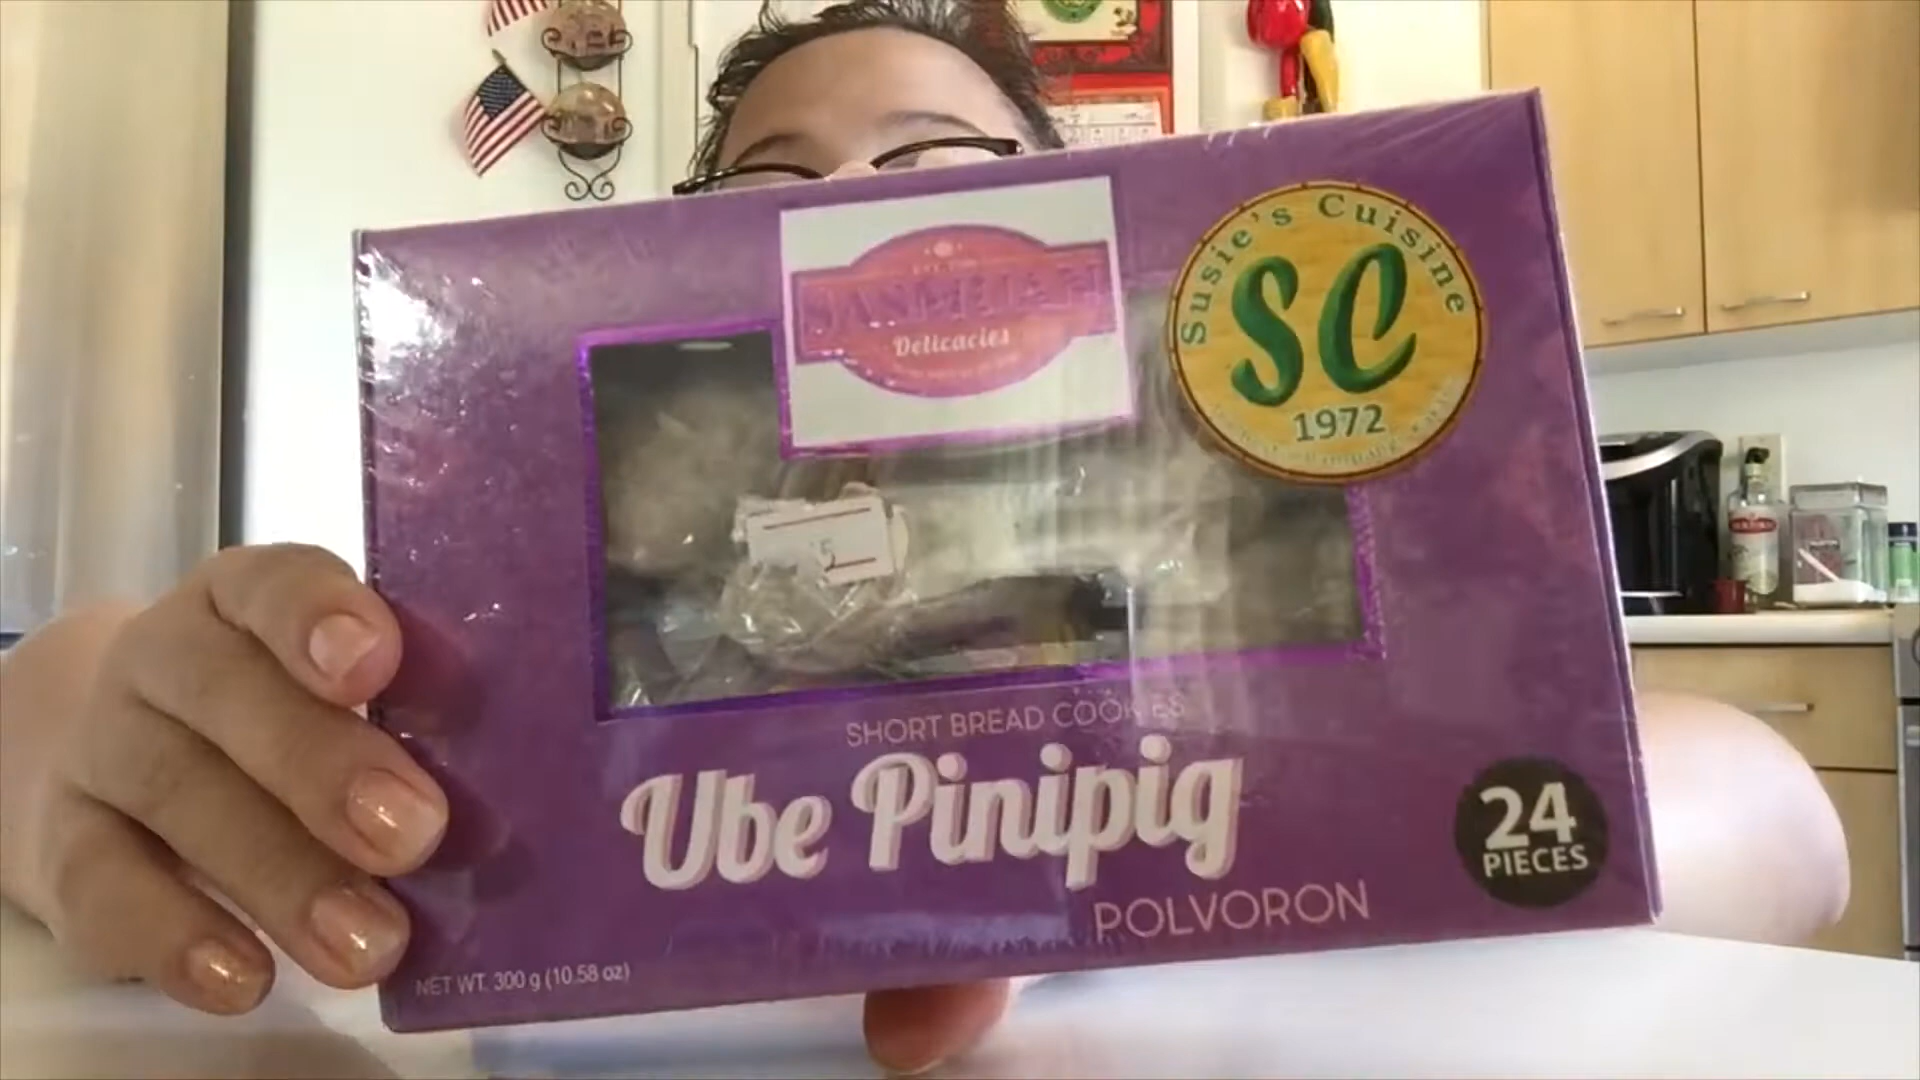 Susie's Cuisine
SC
1972
Delicacies
5
SHORT BREAD COOKIES
Ube Pinipig
POLVORON
24
PIECES
NET WT. 300 g (10.58 oz)